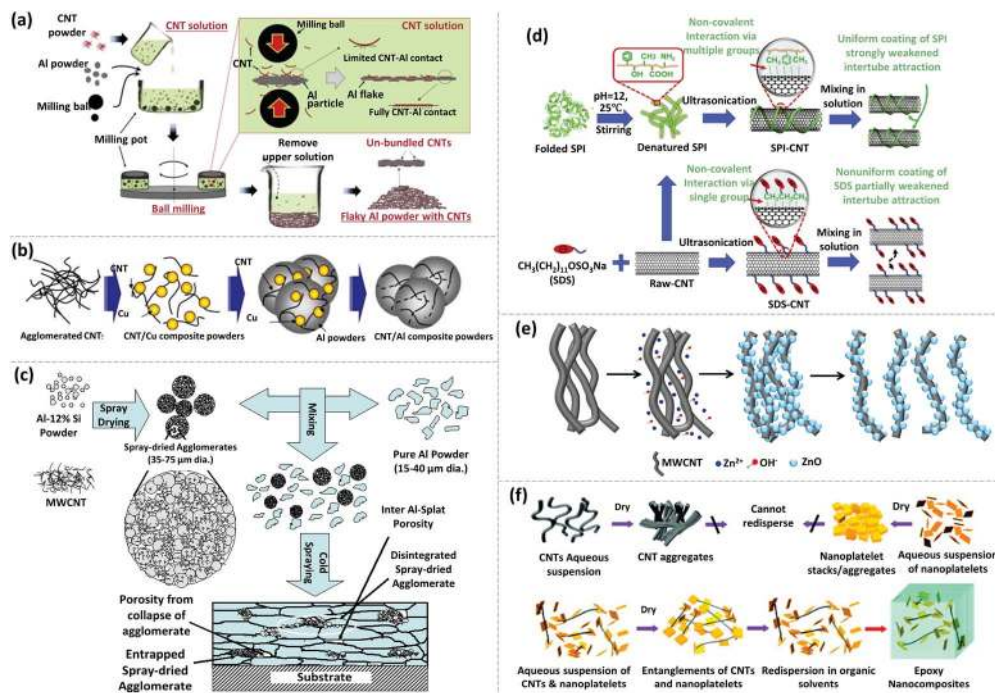 (a)
CNT
powder
CNT solution
Al powder
Milling ball
Milling pot
Ball milling
Milling ball
CNT solution
CNT
Limited CNT-Al contact
Al
particle
Al flake
Fully CNT-Al contact
Remove
upper solution
Un-bundled CNTs
Flaky Al powder with CNTs
(b)
CNT
Cu
CNT
Cu
Al powders
Agglomerated CNT:
CNT/Cu composite powders
CNT/Al composite powders
(c)
Al-12% Si
Powder
Spray
Drying
MWCNT
Spray-dried Agglomerates
(35-75 μm dia.)
Mixing
Pure Al Powder
(15-40 μm dia.)
Cold
Spraying
Inter Al-Splat
Porosity
Disintegrated
Spray-dried
Agglomerate
Porosity from
collapse of
agglomerate
Entrapped
Spray-dried
Agglomerate
Substrate
(d)
Non-covalent
Interaction via
multiple groups
Uniform coating of SPI
strongly weakened
intertube attraction
CH₃ NH₂
OH COOH
CH₃ CH₃
pH=12,
25℃
Stirring
Ultrasonication
Mixing in
solution
Folded SPI
Denatured SPI
SPI-CNT
Non-covalent
Interaction via
single group
Nonuniform coating of
SDS partially weakened
intertube attraction
CH₂CH₂CH₂
Ultrasonication
Mixing in
solution
CH₃(CH₂)₁₁OSO₃Na
(SDS)
Raw-CNT
SDS-CNT
(e)
MWCNT
Zn²⁺
OH⁻
ZnO
(f)
CNTs Aqueous
suspension
Dry
CNT aggregates
Cannot
redisperse
Nanoplatelet
stacks/aggregates
Dry
Aqueous suspension
of nanoplatelets
Aqueous suspension of
CNTs & nanoplatelets
Dry
Entanglements of CNTs
and nanoplatelets
Redispersion in organic
solvents
Epoxy
Nanocomposites